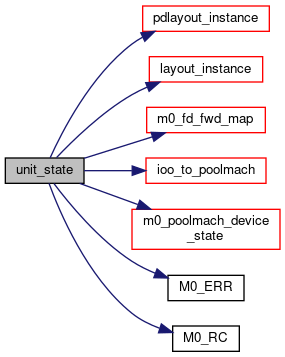 pdlayout_instance
layout_instance
m0_fd_fwd_map
unit_state
ioo_to_poolmach
m0_poolmach_device
_state
M0_ERR
M0_RC